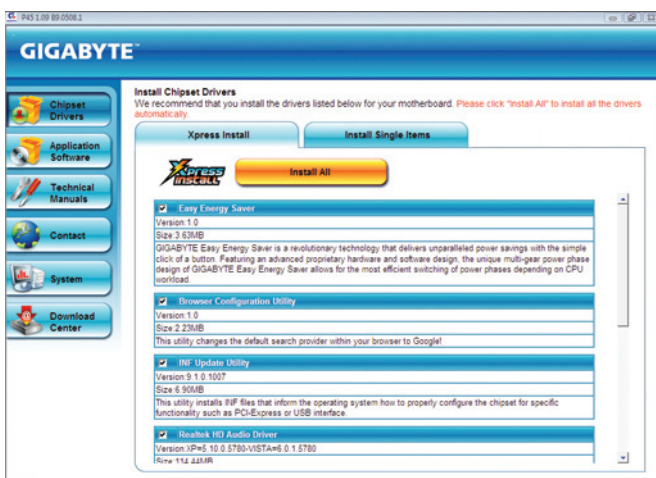 P45 1.09 B9.0508.1
GIGABYTE™
Chipset
Drivers
Application
Software
Technical
Manuals
Contact
System
Download
Center
Install Chipset Drivers
We recommend that you install the drivers listed below for your motherboard. Please click "Install All" to install all the drivers
automatically.
Xpress Install
Install Single Items
Xpress
INSTALL
Install All
Easy Energy Saver
Version:1.0
Size:3.63MB
GIGABYTE Easy Energy Saver is a revolutionary technology that delivers unparalleled power savings with the simple
click of a button. Featuring an advanced proprietary hardware and software design, the unique multi-gear power phase
design of GIGABYTE Easy Energy Saver allows for the most efficient switching of power phases depending on CPU
workload.
Browser Configuration Utility
Version:1.0
Size:2.23MB
This utility changes the default search provider within your browser to Google!
INF Update Utility
Version:9.1.0.1007
Size:6.90MB
This utility installs INF files that inform the operating system how to properly configure the chipset for specific
functionality such as PCI-Express or USB interface.
Realtek HD Audio Driver
Version:XP=5.10.0.5780-VISTA=6.0.1.5780
Size:114.44MB